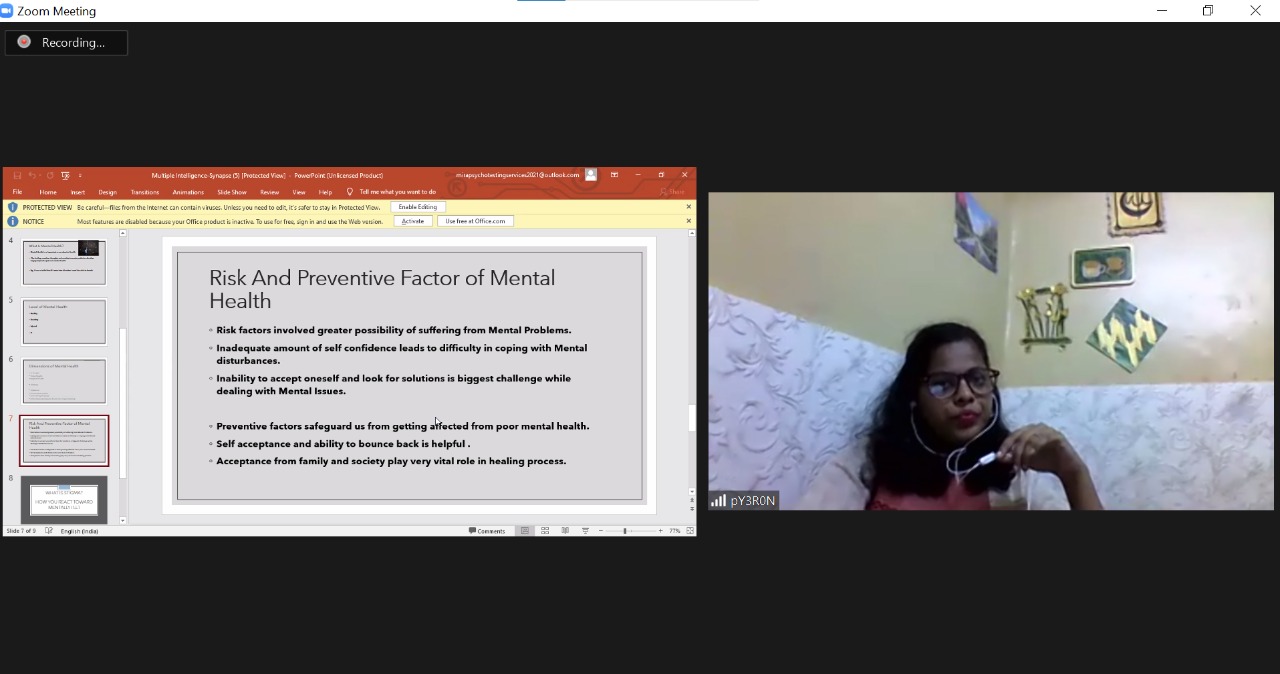 Zoom Meeting
Recording...
Multiple Intelligence-Synapse (5) [Protected View] - PowerPoint [Unlicensed Product]
mirapsychotestingservices2021@outlook.com
File Home Insert Design Transitions Animations Slide Show Review View Help Tell me what you want to do Share
PROTECTED VIEW Be careful—files from the Internet can contain viruses. Unless you need to edit, it's safer to stay in Protected View. Enable Editing
NOTICE Most features are disabled because your Office product is inactive. To use for free, sign in and use the Web version. Activate Use free at Office.com
4
What is Mental Health?
5
Level of Mental Health
6
7
Risk And Preventive Factor of Mental
Health
8
WHAT IS STIGMA?
HOW YOU REACT TOWARD
MENTALLY ILL?
Risk And Preventive Factor of Mental
Health
Risk factors involved greater possibility of suffering from Mental Problems.
Inadequate amount of self confidence leads to difficulty in coping with Mental
disturbances.
Inability to accept oneself and look for solutions is biggest challenge while
dealing with Mental Issues.
Preventive factors safeguard us from getting affected from poor mental health.
Self acceptance and ability to bounce back is helpful .
Acceptance from family and society play very vital role in healing process.
Slide 7 of 9 English (India) Comments 77%
pY3R0N